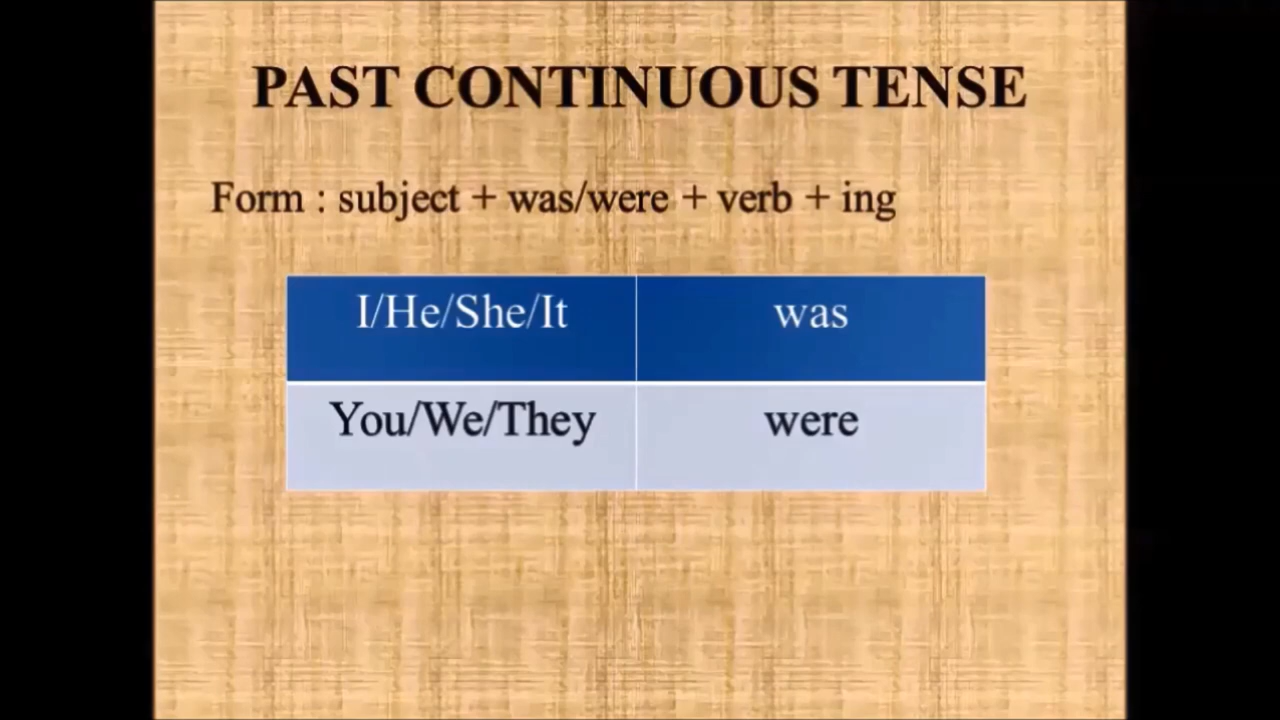 PAST CONTINUOUS TENSE
Form : subject + was/were + verb + ing
I/He/She/It was
You/We/They were